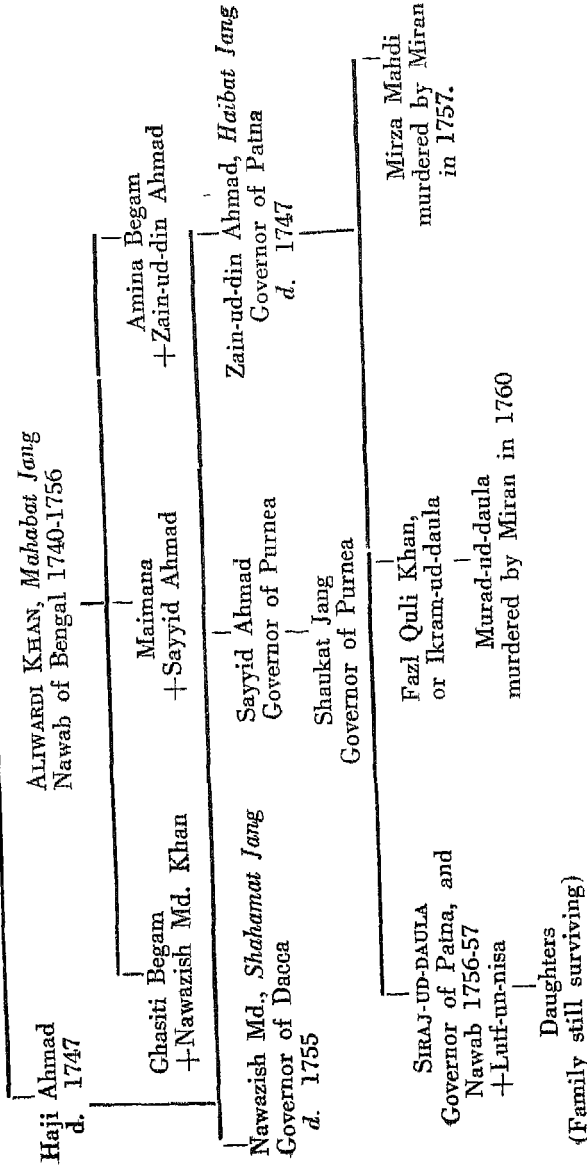 Haji Ahmad
d. 1747
ALIWARDI KHAN, Mahabat Jang
Nawab of Bengal 1740-1756
Ghasiti Begam
+Nawazish Md. Khan
Maimana
+Sayyid Ahmad
Amina Begam
+Zain-ud-din Ahmad
Nawazish Md., Shahamat Jang
Governor of Dacca
d. 1755
Sayyid Ahmad
Governor of Purnea
Zain-ud-din Ahmad, Haibat Jang
Governor of Patna
d. 1747
Shaukat Jang
Governor of Purnea
SIRAJ-UD-DAULA
Governor of Patna, and
Nawab 1756-57
+Lutf-un-nisa
Fazl Quli Khan,
or Ikram-ud-daula
Mirza Mahdi
murdered by Miran
in 1757.
Daughters
(Family still surviving)
Murad-ud-daula
murdered by Miran in 1760